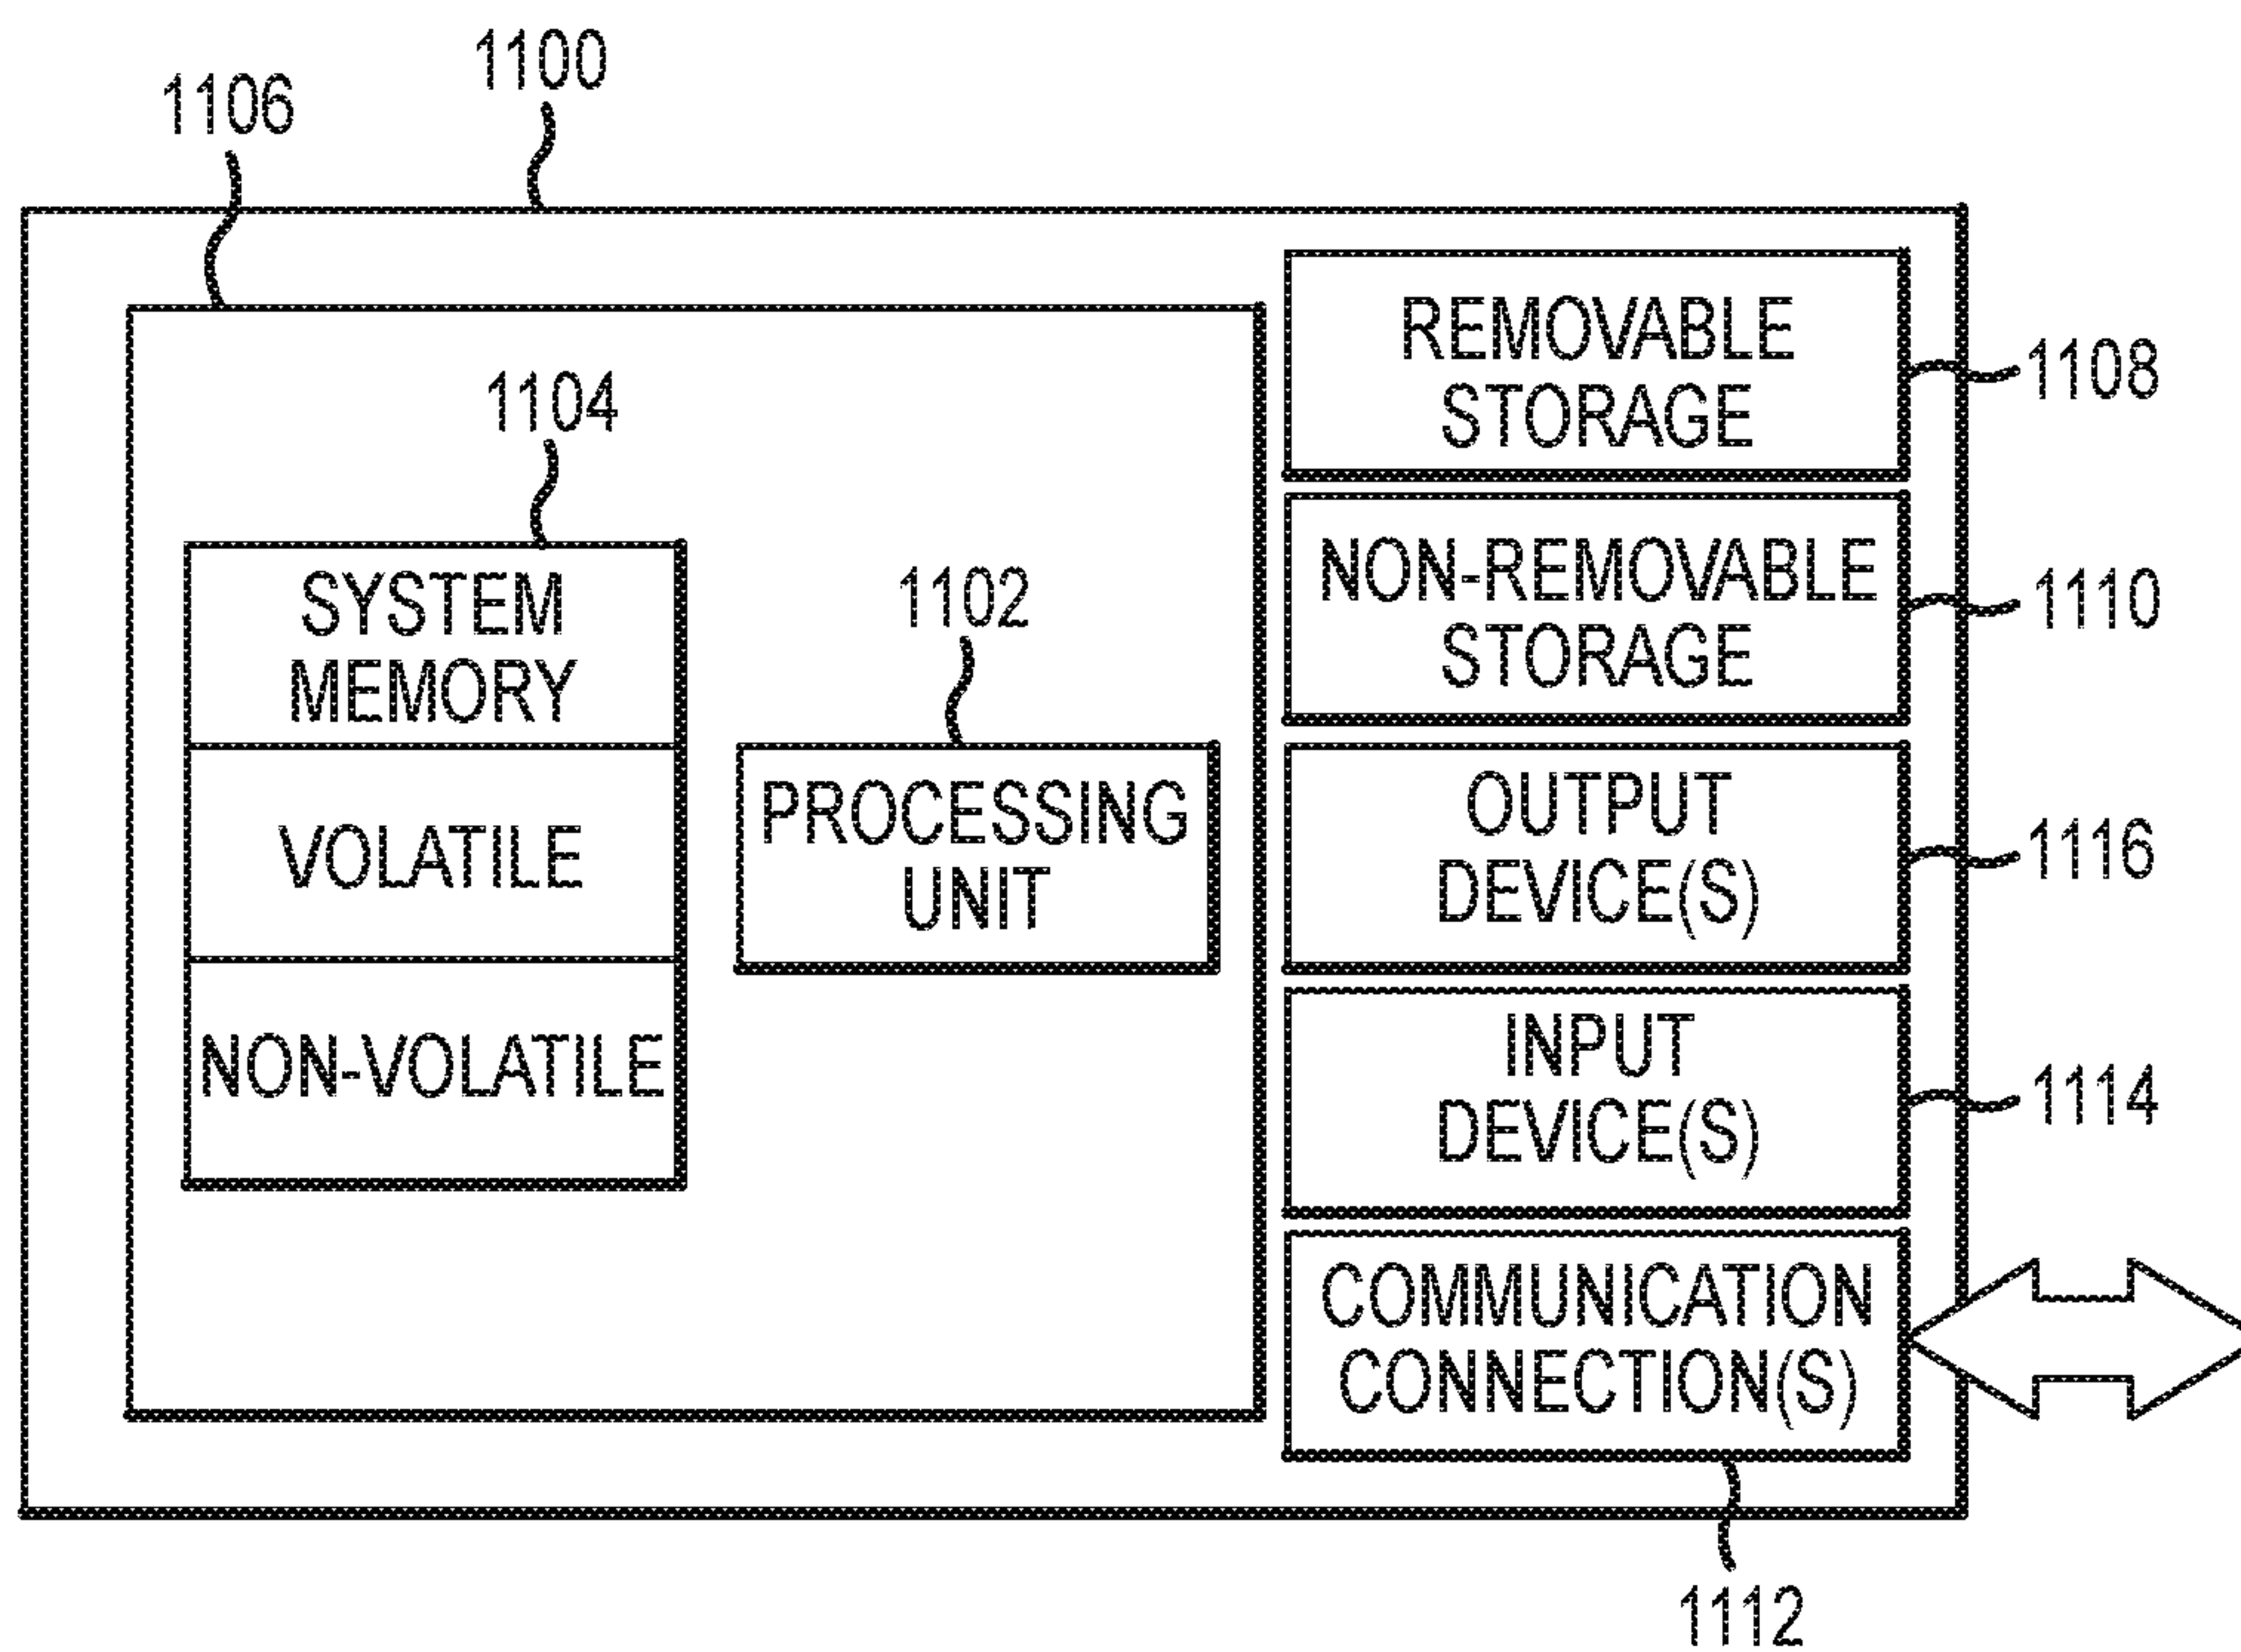 1100
1106
1104
SYSTEM
MEMORY
VOLATILE
NON-VOLATILE
1102
PROCESSING
UNIT
REMOVABLE
STORAGE
1108
NON-REMOVABLE
STORAGE
1110
OUTPUT
DEVICE(S)
1116
INPUT
DEVICE(S)
1114
COMMUNICATION
CONNECTION(S)
1112